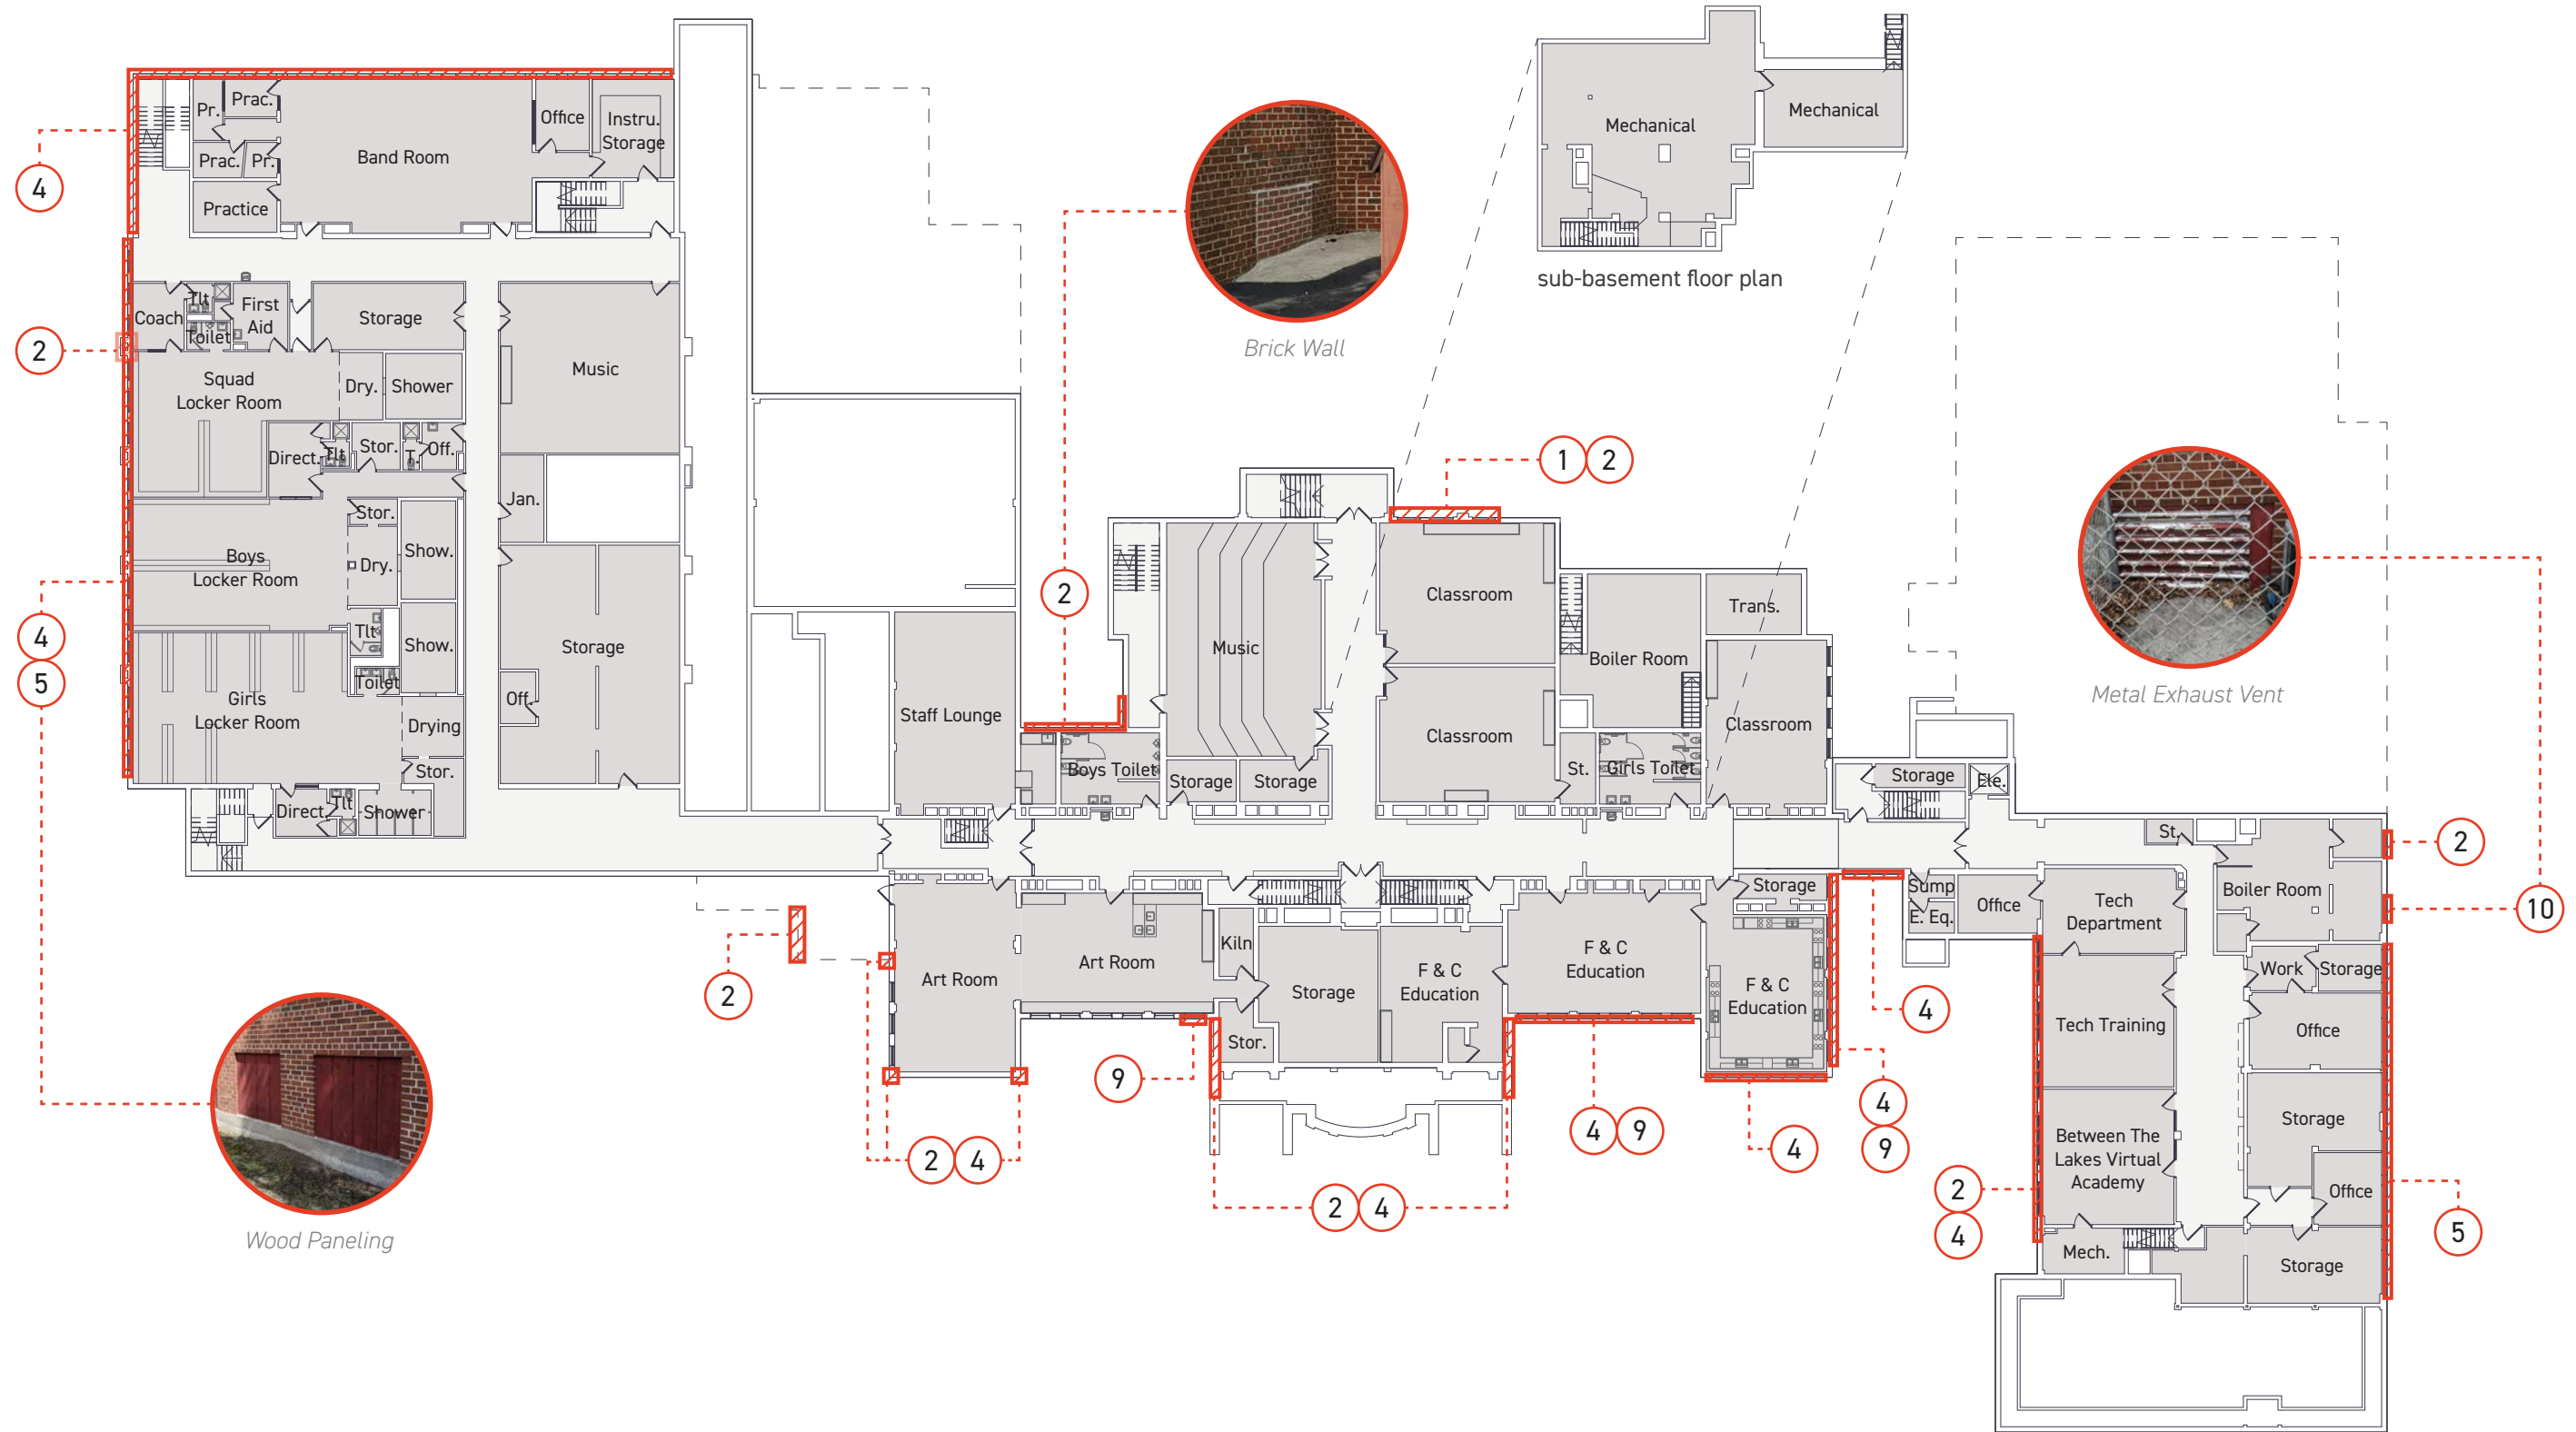 Pr.
Prac.
Prac.
Pr.
Practice
Band Room
Office
Instru.
Storage
4
2
Coach
Tlt
Toilet
First
Aid
Storage
Squad
Locker Room
Dry.
Shower
Music
Direct.
Tlt
Stor.
T.
Off.
Jan.
Stor.
Boys
Locker Room
Dry.
Show.
4
5
Tlt
Show.
Storage
Toilet
Girls
Locker Room
Off.
Drying
Stor.
Direct.
Tlt
Shower
Wood Paneling
Brick Wall
2
Mechanical
Mechanical
sub-basement floor plan
1
2
Metal Exhaust Vent
Staff Lounge
Boys Toilet
Music
Storage
Storage
Classroom
Classroom
Boiler Room
Trans.
Classroom
St.
Girls Toilet
Storage
Ele.
St.
2
Boiler Room
10
Sump
E. Eq.
Office
Tech
Department
Work
Storage
Tech Training
Office
Between The
Lakes Virtual
Academy
Storage
Office
Mech.
Storage
5
2
4
2
Art Room
Art Room
Kiln
Stor.
Storage
F & C
Education
F & C
Education
Storage
F & C
Education
4
9
2
4
2
4
4
9
4
4
9